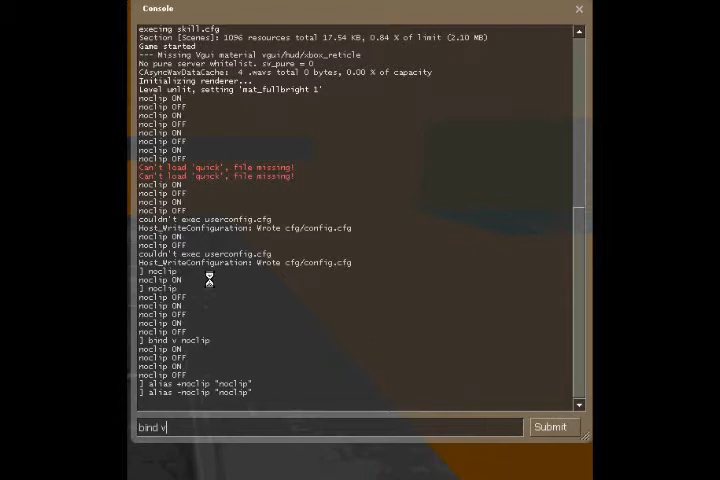 Console
execing skill.cfg
Section [Scenes]: 1096 resources total 17.54 KB, 0.84 % of limit (2.10 MB)
Game started
--- Missing Vgui material vgui/hud/xbox_reticle
No pure server whitelist. sv_pure = 0
CAsyncWavDataCache:  4 .wavs total 0 bytes, 0.00 % of capacity
Initializing renderer...
Level unlit, setting 'mat_fullbright 1'
noclip ON
noclip OFF
noclip ON
noclip OFF
noclip ON
noclip OFF
noclip ON
noclip OFF
Can't load 'quick', file missing!
Can't load 'quick', file missing!
noclip ON
noclip OFF
noclip ON
noclip OFF
couldn't exec userconfig.cfg
Host_WriteConfiguration: Wrote cfg/config.cfg
noclip ON
noclip OFF
couldn't exec userconfig.cfg
Host_WriteConfiguration: Wrote cfg/config.cfg
] noclip
noclip ON
] noclip
noclip OFF
noclip ON
noclip OFF
noclip ON
noclip OFF
] bind v noclip
noclip ON
noclip OFF
noclip ON
noclip OFF
] alias +noclip "noclip"
] alias -noclip "noclip"
bind v
Submit